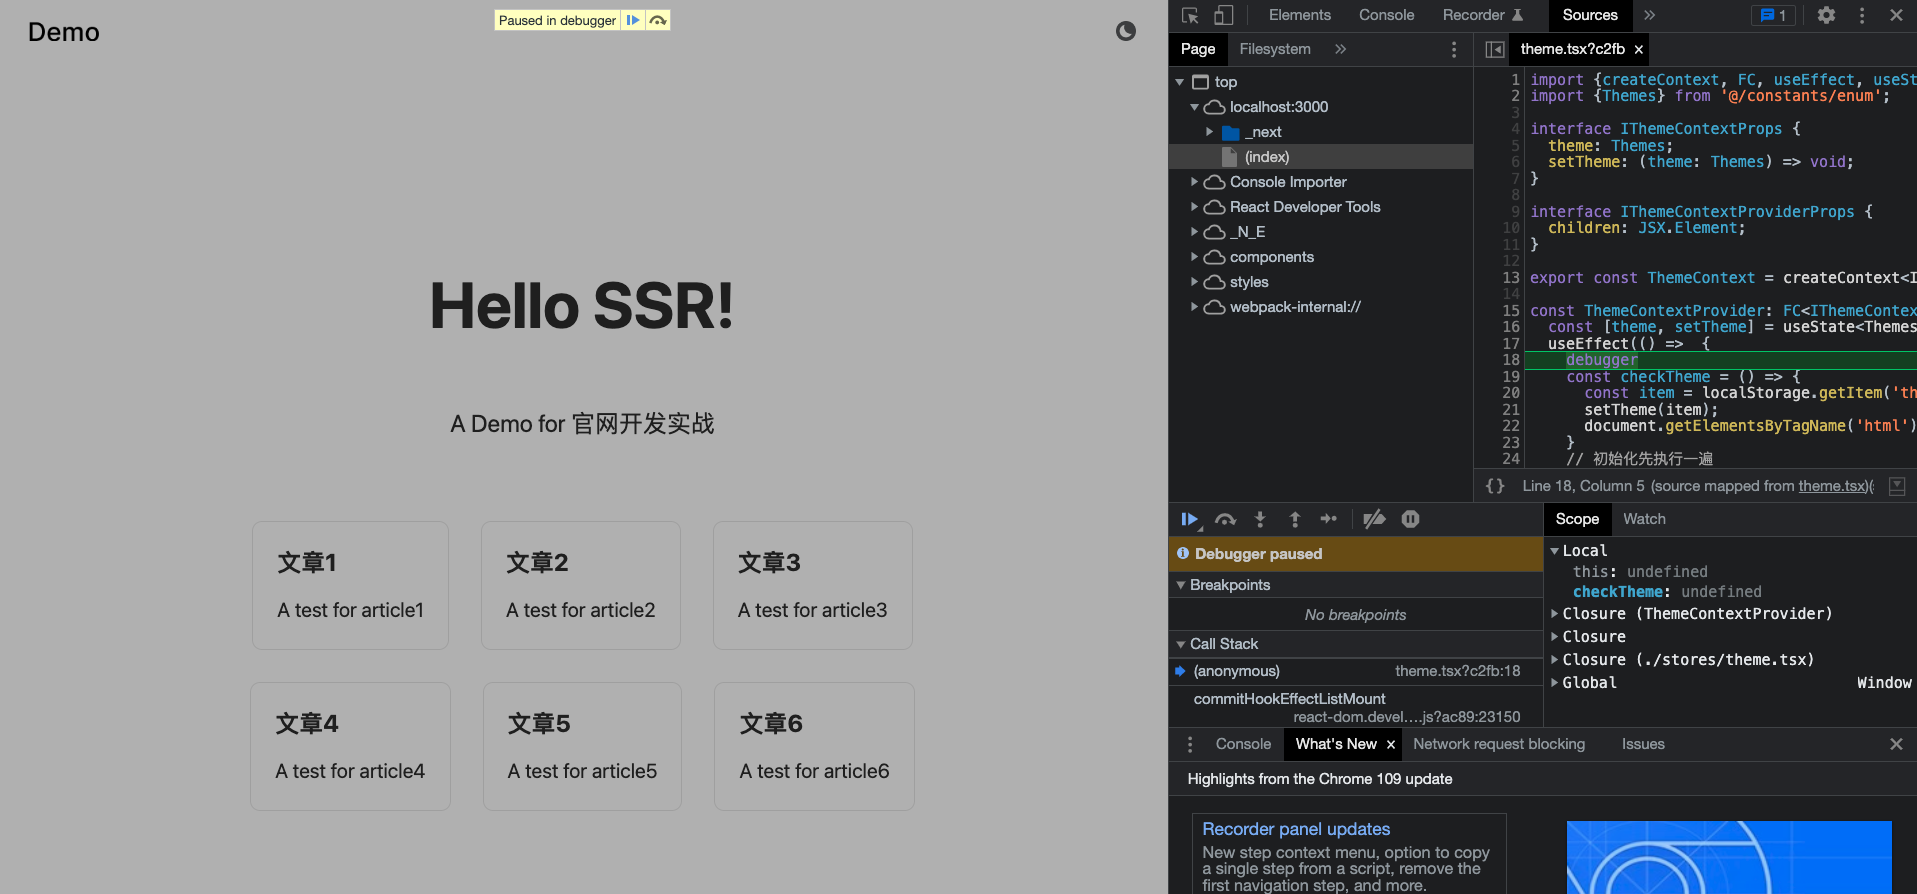 Demo
Paused in debugger
Hello SSR!
A Demo for 官网开发实战
文章1
A test for article1
文章2
A test for article2
文章3
A test for article3
文章4
A test for article4
文章5
A test for article5
文章6
A test for article6
Elements Console Recorder Sources 1
Page Filesystem
top
localhost:3000
_next
(index)
Console Importer
React Developer Tools
_N_E
components
styles
webpack-internal://
theme.tsx?c2fb
1 import {createContext, FC, useEffect, useSt
2 import {Themes} from '@/constants/enum';
3
4 interface IThemeContextProps {
5 theme: Themes;
6 setTheme: (theme: Themes) => void;
7 }
8
9 interface IThemeContextProviderProps {
10 children: JSX.Element;
11 }
12
13 export const ThemeContext = createContext<I
14
15 const ThemeContextProvider: FC<IThemeContex
16 const [theme, setTheme] = useState<Themes
17 useEffect(() => {
18 debugger
19 const checkTheme = () => {
20 const item = localStorage.getItem('th
21 setTheme(item);
22 document.getElementsByTagName('html')
23 }
24 // 初始化先执行一遍
{} Line 18, Column 5 (source mapped from theme.tsx)(
Debugger paused
Breakpoints
No breakpoints
Call Stack
(anonymous) theme.tsx?c2fb:18
commitHookEffectListMount
react-dom.devel….js?ac89:23150
Scope Watch
Local
this: undefined
checkTheme: undefined
Closure (ThemeContextProvider)
Closure
Closure (./stores/theme.tsx)
Global Window
Console What's New Network request blocking Issues
Highlights from the Chrome 109 update
Recorder panel updates
New step context menu, option to copy
a single step from a script, remove the
first navigation step, and more.